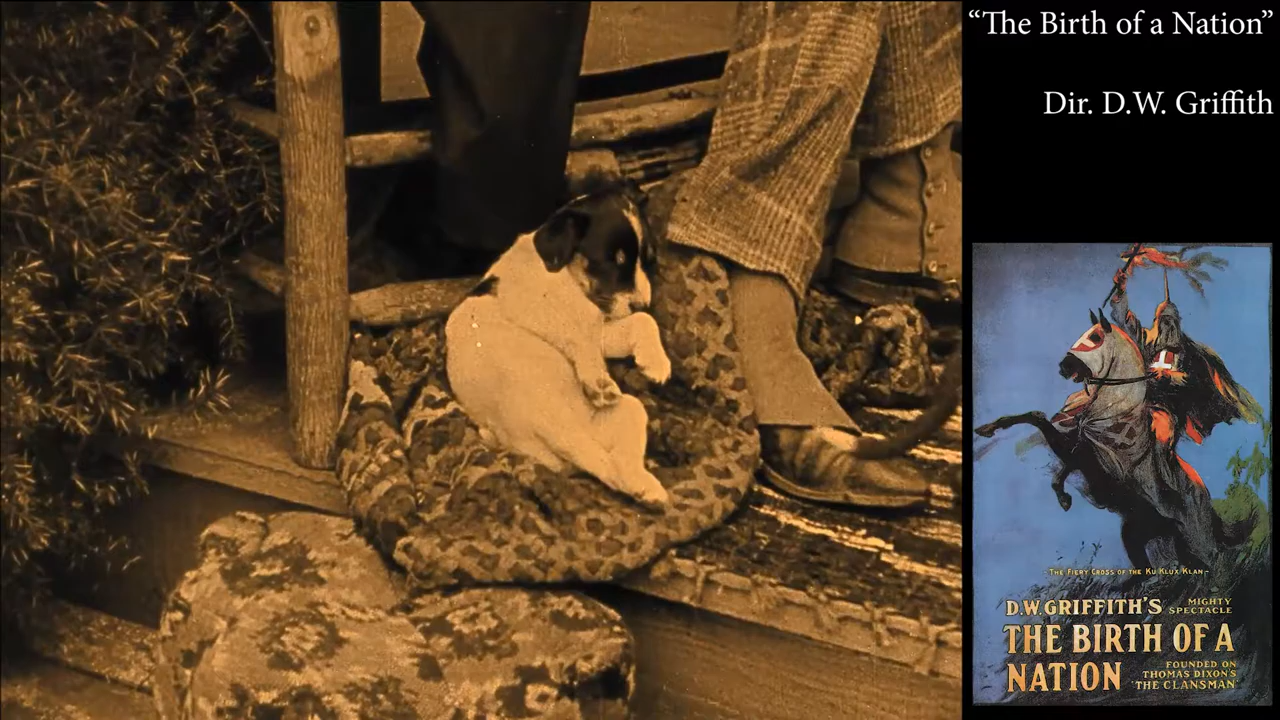 “The Birth of a Nation”
Dir. D.W. Griffith
-THE FIERY CROSS OF THE KU KLUX KLAN-
D.W. GRIFFITH'S MIGHTY SPECTACLE
THE BIRTH OF A
NATION
FOUNDED ON
THOMAS DIXON'S
"THE CLANSMAN"